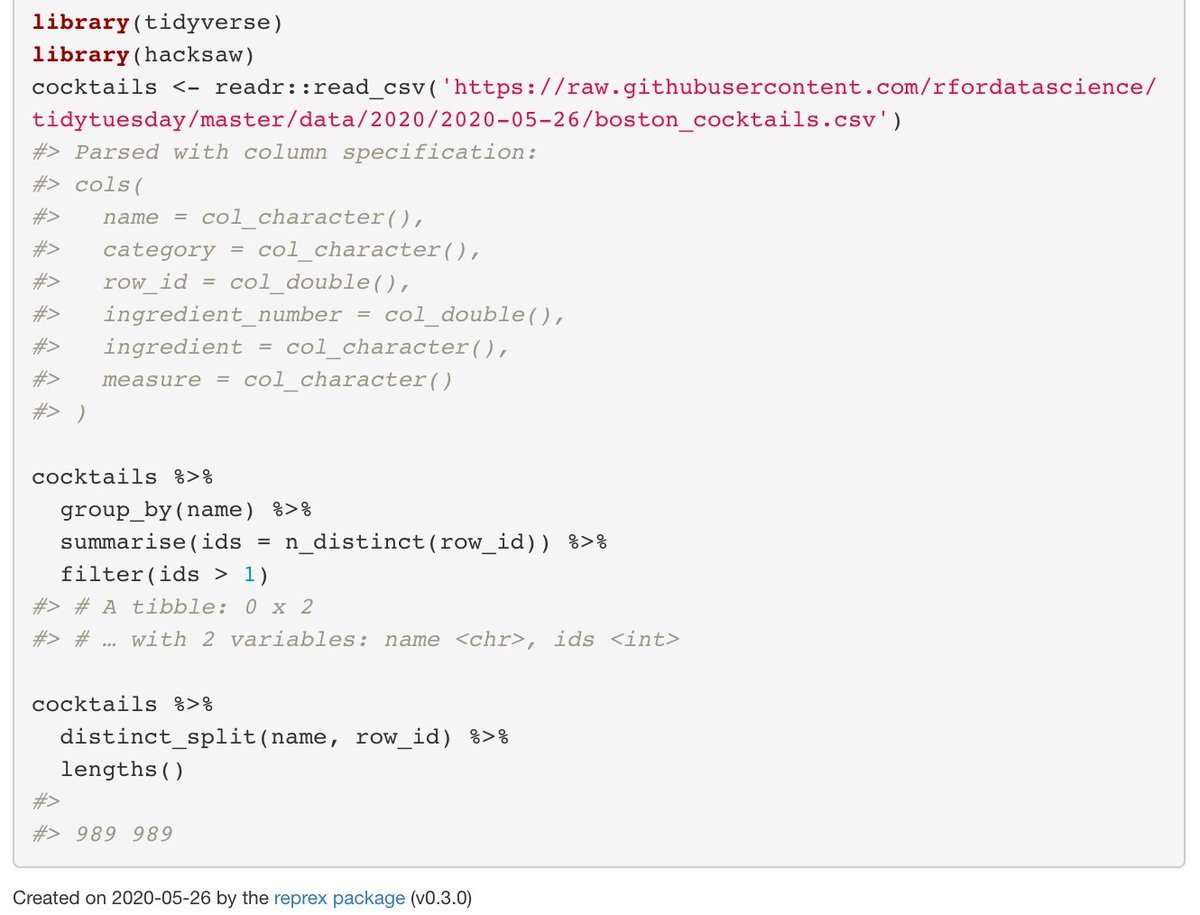 library(tidyverse)
library(hacksaw)
cocktails <- readr::read_csv('https://raw.githubusercontent.com/rfordatascience/
tidytuesday/master/data/2020/2020-05-26/boston_cocktails.csv')
#> Parsed with column specification:
#> cols(
#>   name = col_character(),
#>   category = col_character(),
#>   row_id = col_double(),
#>   ingredient_number = col_double(),
#>   ingredient = col_character(),
#>   measure = col_character()
#> )
cocktails %>%
  group_by(name) %>%
  summarise(ids = n_distinct(row_id)) %>%
  filter(ids > 1)
#> # A tibble: 0 x 2
#> # … with 2 variables: name <chr>, ids <int>
cocktails %>%
  distinct_split(name, row_id) %>%
  lengths()
#>
#> 989 989
Created on 2020-05-26 by the reprex package (v0.3.0)